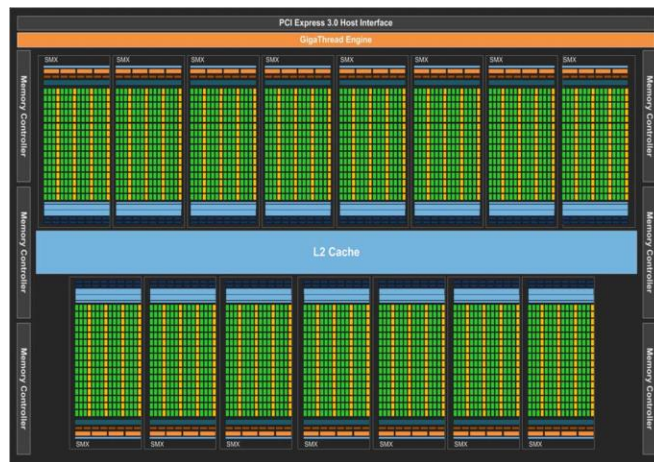 PCI Express 3.0 Host Interface
GigaThread Engine
SMX SMX SMX SMX SMX SMX SMX SMX
Memory Controller
Memory Controller
Memory Controller
Memory Controller
Memory Controller
Memory Controller
L2 Cache
SMX SMX SMX SMX SMX SMX SMX